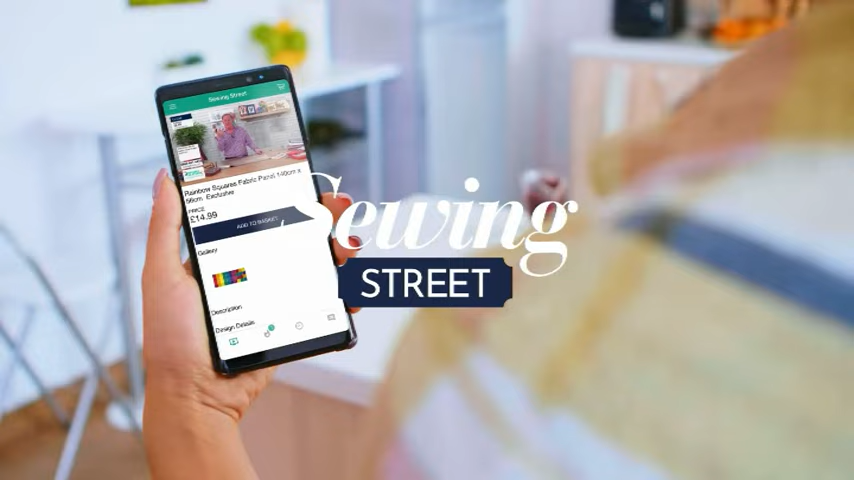 Sewing Street
Rainbow Squares Fabric Panel 140cm x
56cm Exclusive
PRICE
£14.99
ADD TO BASKET
Gallery
Description
Design Details
Sewing
STREET